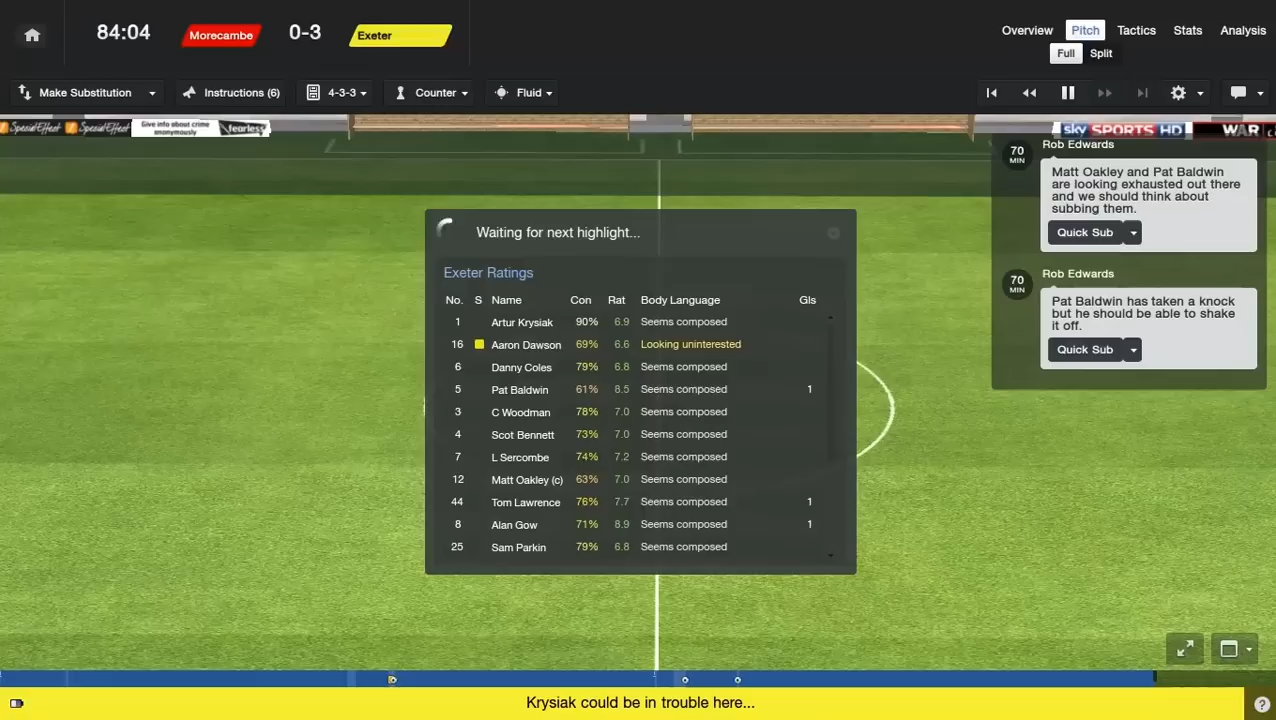 84:04
Morecambe
0-3
Exeter
Overview
Pitch
Tactics
Stats
Analysis
Full
Split
Make Substitution
Instructions (6)
4-3-3
Counter
Fluid
SpecialEffect
SpecialEffect
Give info about crime anonymously
fearless
sky SPORTS HD
WAR
Waiting for next highlight...
Exeter Ratings
No. S Name Con Rat Body Language Gls
1 Artur Krysiak 90% 6.9 Seems composed
16 Aaron Dawson 69% 6.6 Looking uninterested
6 Danny Coles 79% 6.8 Seems composed
5 Pat Baldwin 61% 8.5 Seems composed 1
3 C Woodman 78% 7.0 Seems composed
4 Scot Bennett 73% 7.0 Seems composed
7 L Sercombe 74% 7.2 Seems composed
12 Matt Oakley (c) 63% 7.0 Seems composed
44 Tom Lawrence 76% 7.7 Seems composed 1
8 Alan Gow 71% 8.9 Seems composed 1
25 Sam Parkin 79% 6.8 Seems composed
70 MIN
Rob Edwards
Matt Oakley and Pat Baldwin
are looking exhausted out there
and we should think about
subbing them.
Quick Sub
70 MIN
Rob Edwards
Pat Baldwin has taken a knock
but he should be able to shake
it off.
Quick Sub
Krysiak could be in trouble here...
?